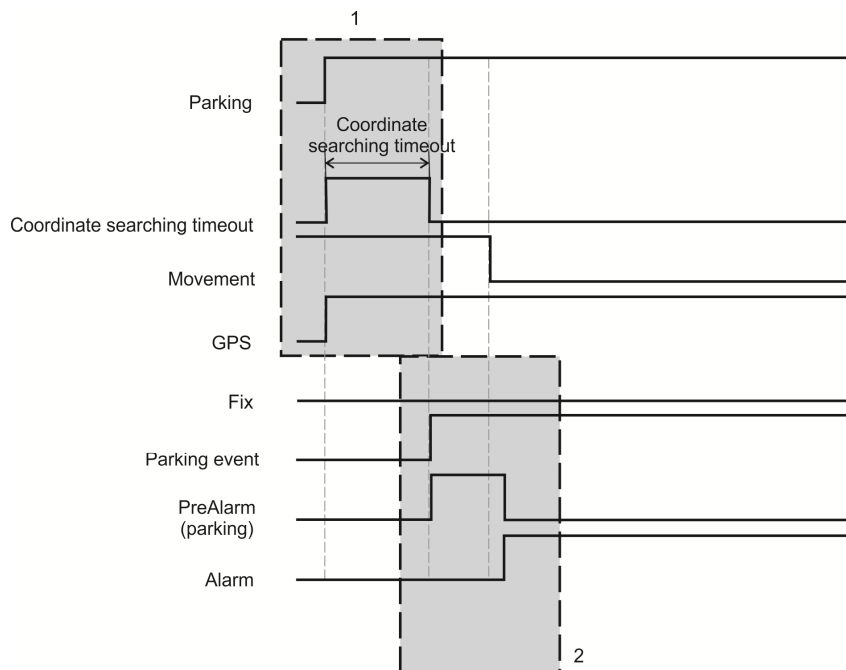 1
Parking
Coordinate
searching timeout
Coordinate searching timeout
Movement
GPS
Fix
Parking event
PreAlarm
(parking)
Alarm
2